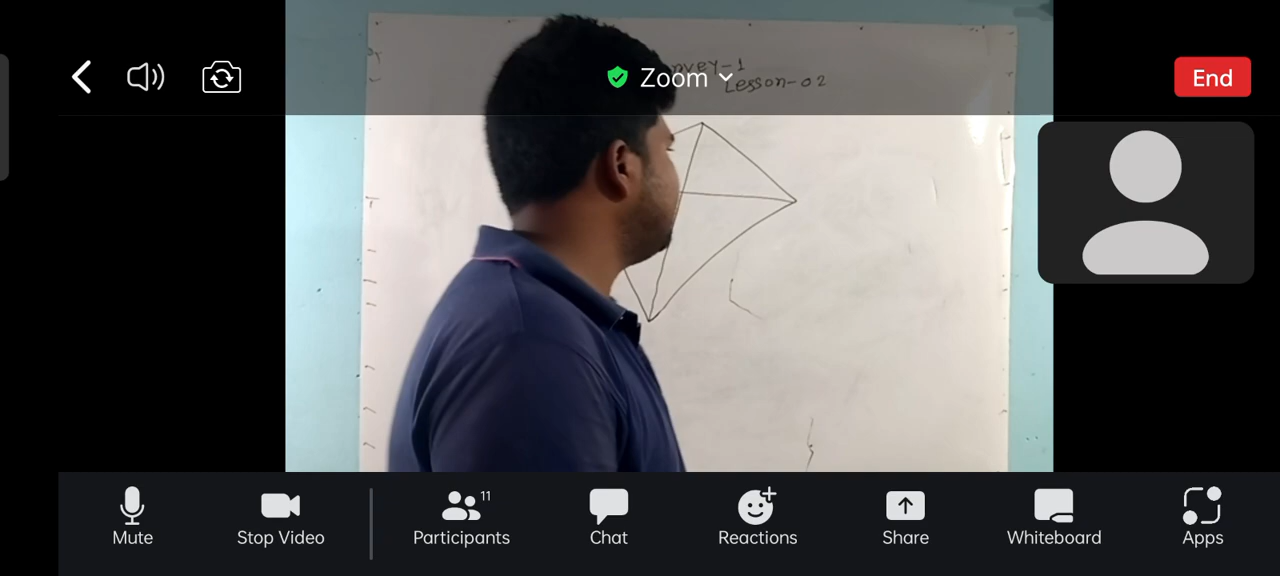 Zoom
End
Lesson-02
Mute
Stop Video
Participants
11
Chat
Reactions
Share
Whiteboard
Apps